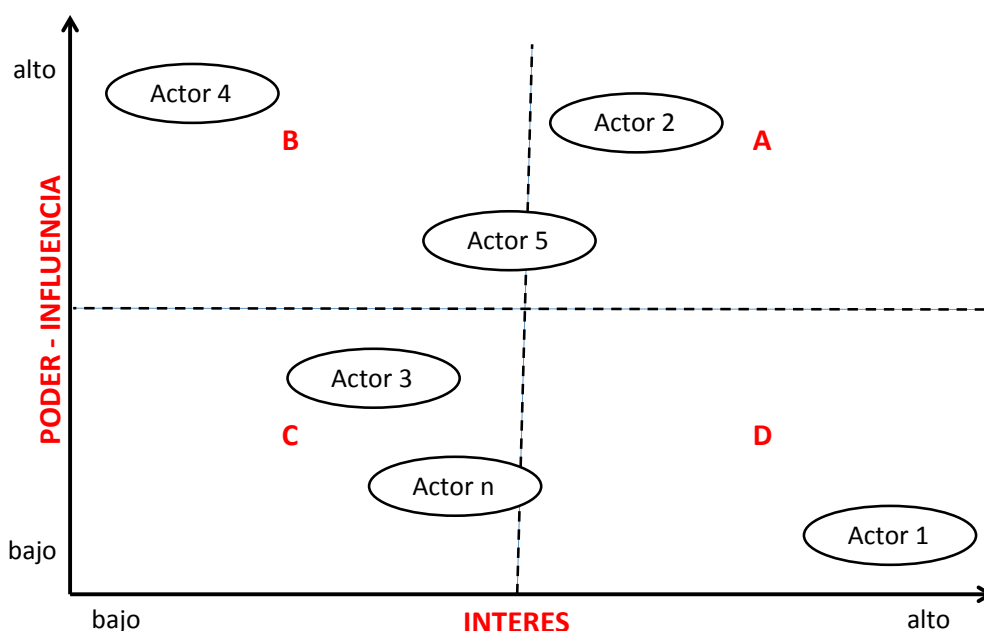 alto
Actor 4
Actor 2
B
A
Actor 5
PODER - INFLUENCIA
Actor 3
C
D
Actor n
Actor 1
bajo
bajo
INTERES
alto